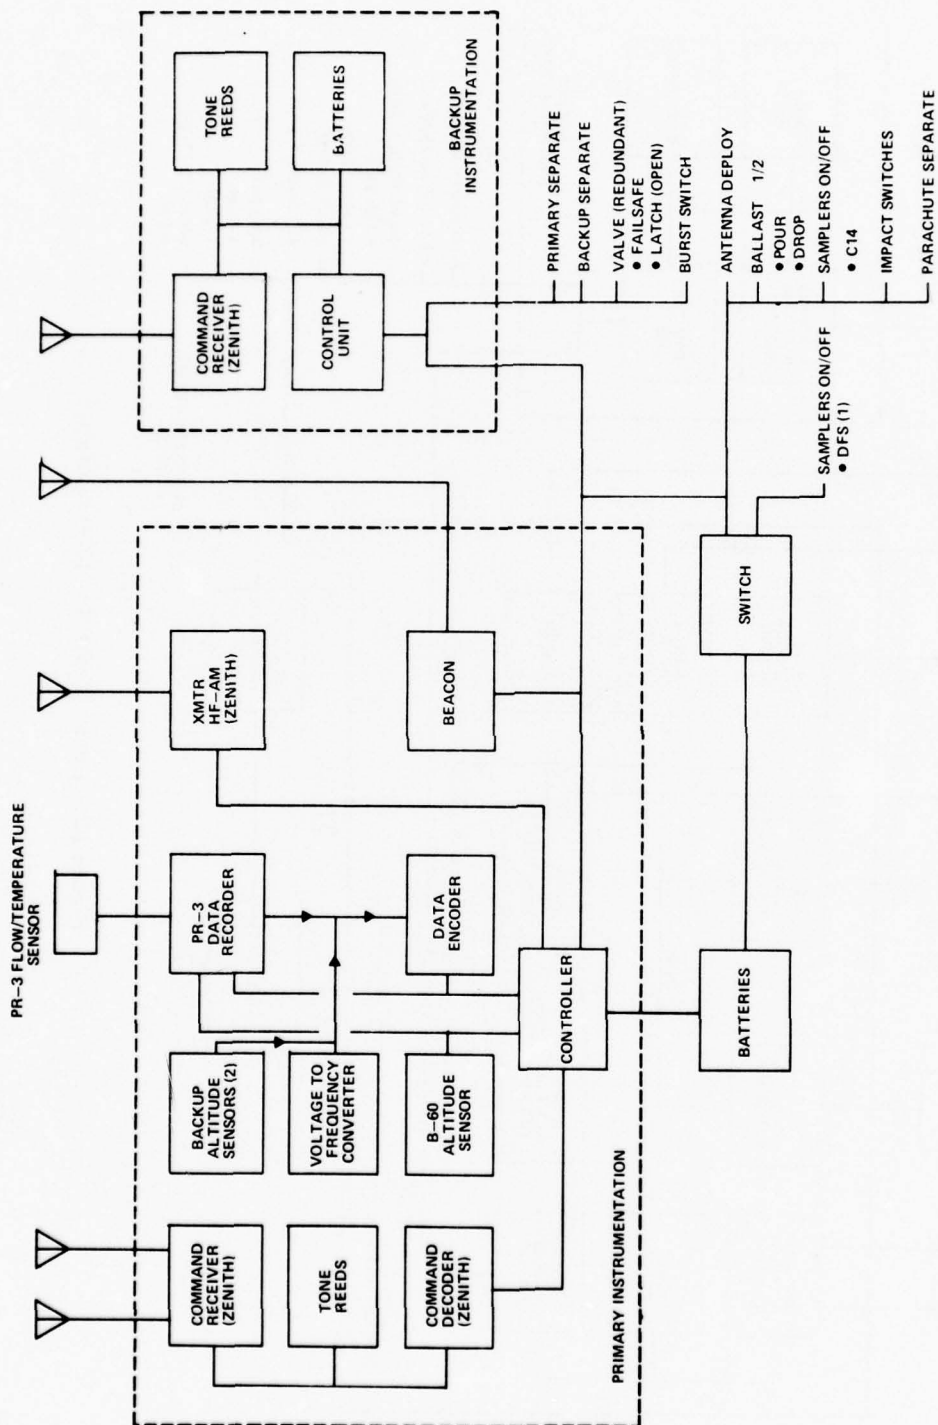 PR-3 FLOW/TEMPERATURE
SENSOR
COMMAND
RECEIVER
(ZENITH)
TONE
REEDS
COMMAND
DECODER
(ZENITH)
BACKUP
ALTITUDE
SENSORS (2)
VOLTAGE TO
FREQUENCY
CONVERTER
B-60
ALTITUDE
SENSOR
PR-3
DATA
RECORDER
DATA
ENCODER
XMTR
HF-AM
(ZENITH)
BEACON
CONTROLLER
PRIMARY INSTRUMENTATION
COMMAND
RECEIVER
(ZENITH)
TONE
REEDS
CONTROL
UNIT
BATTERIES
BACKUP
INSTRUMENTATION
BATTERIES
SWITCH
PRIMARY SEPARATE
BACKUP SEPARATE
VALVE (REDUNDANT)
• FAILSAFE
• LATCH (OPEN)
BURST SWITCH
ANTENNA DEPLOY
BALLAST 1/2
• POUR
• DROP
SAMPLERS ON/OFF
• C14
IMPACT SWITCHES
PARACHUTE SEPARATE
SAMPLERS ON/OFF
• DFS (1)